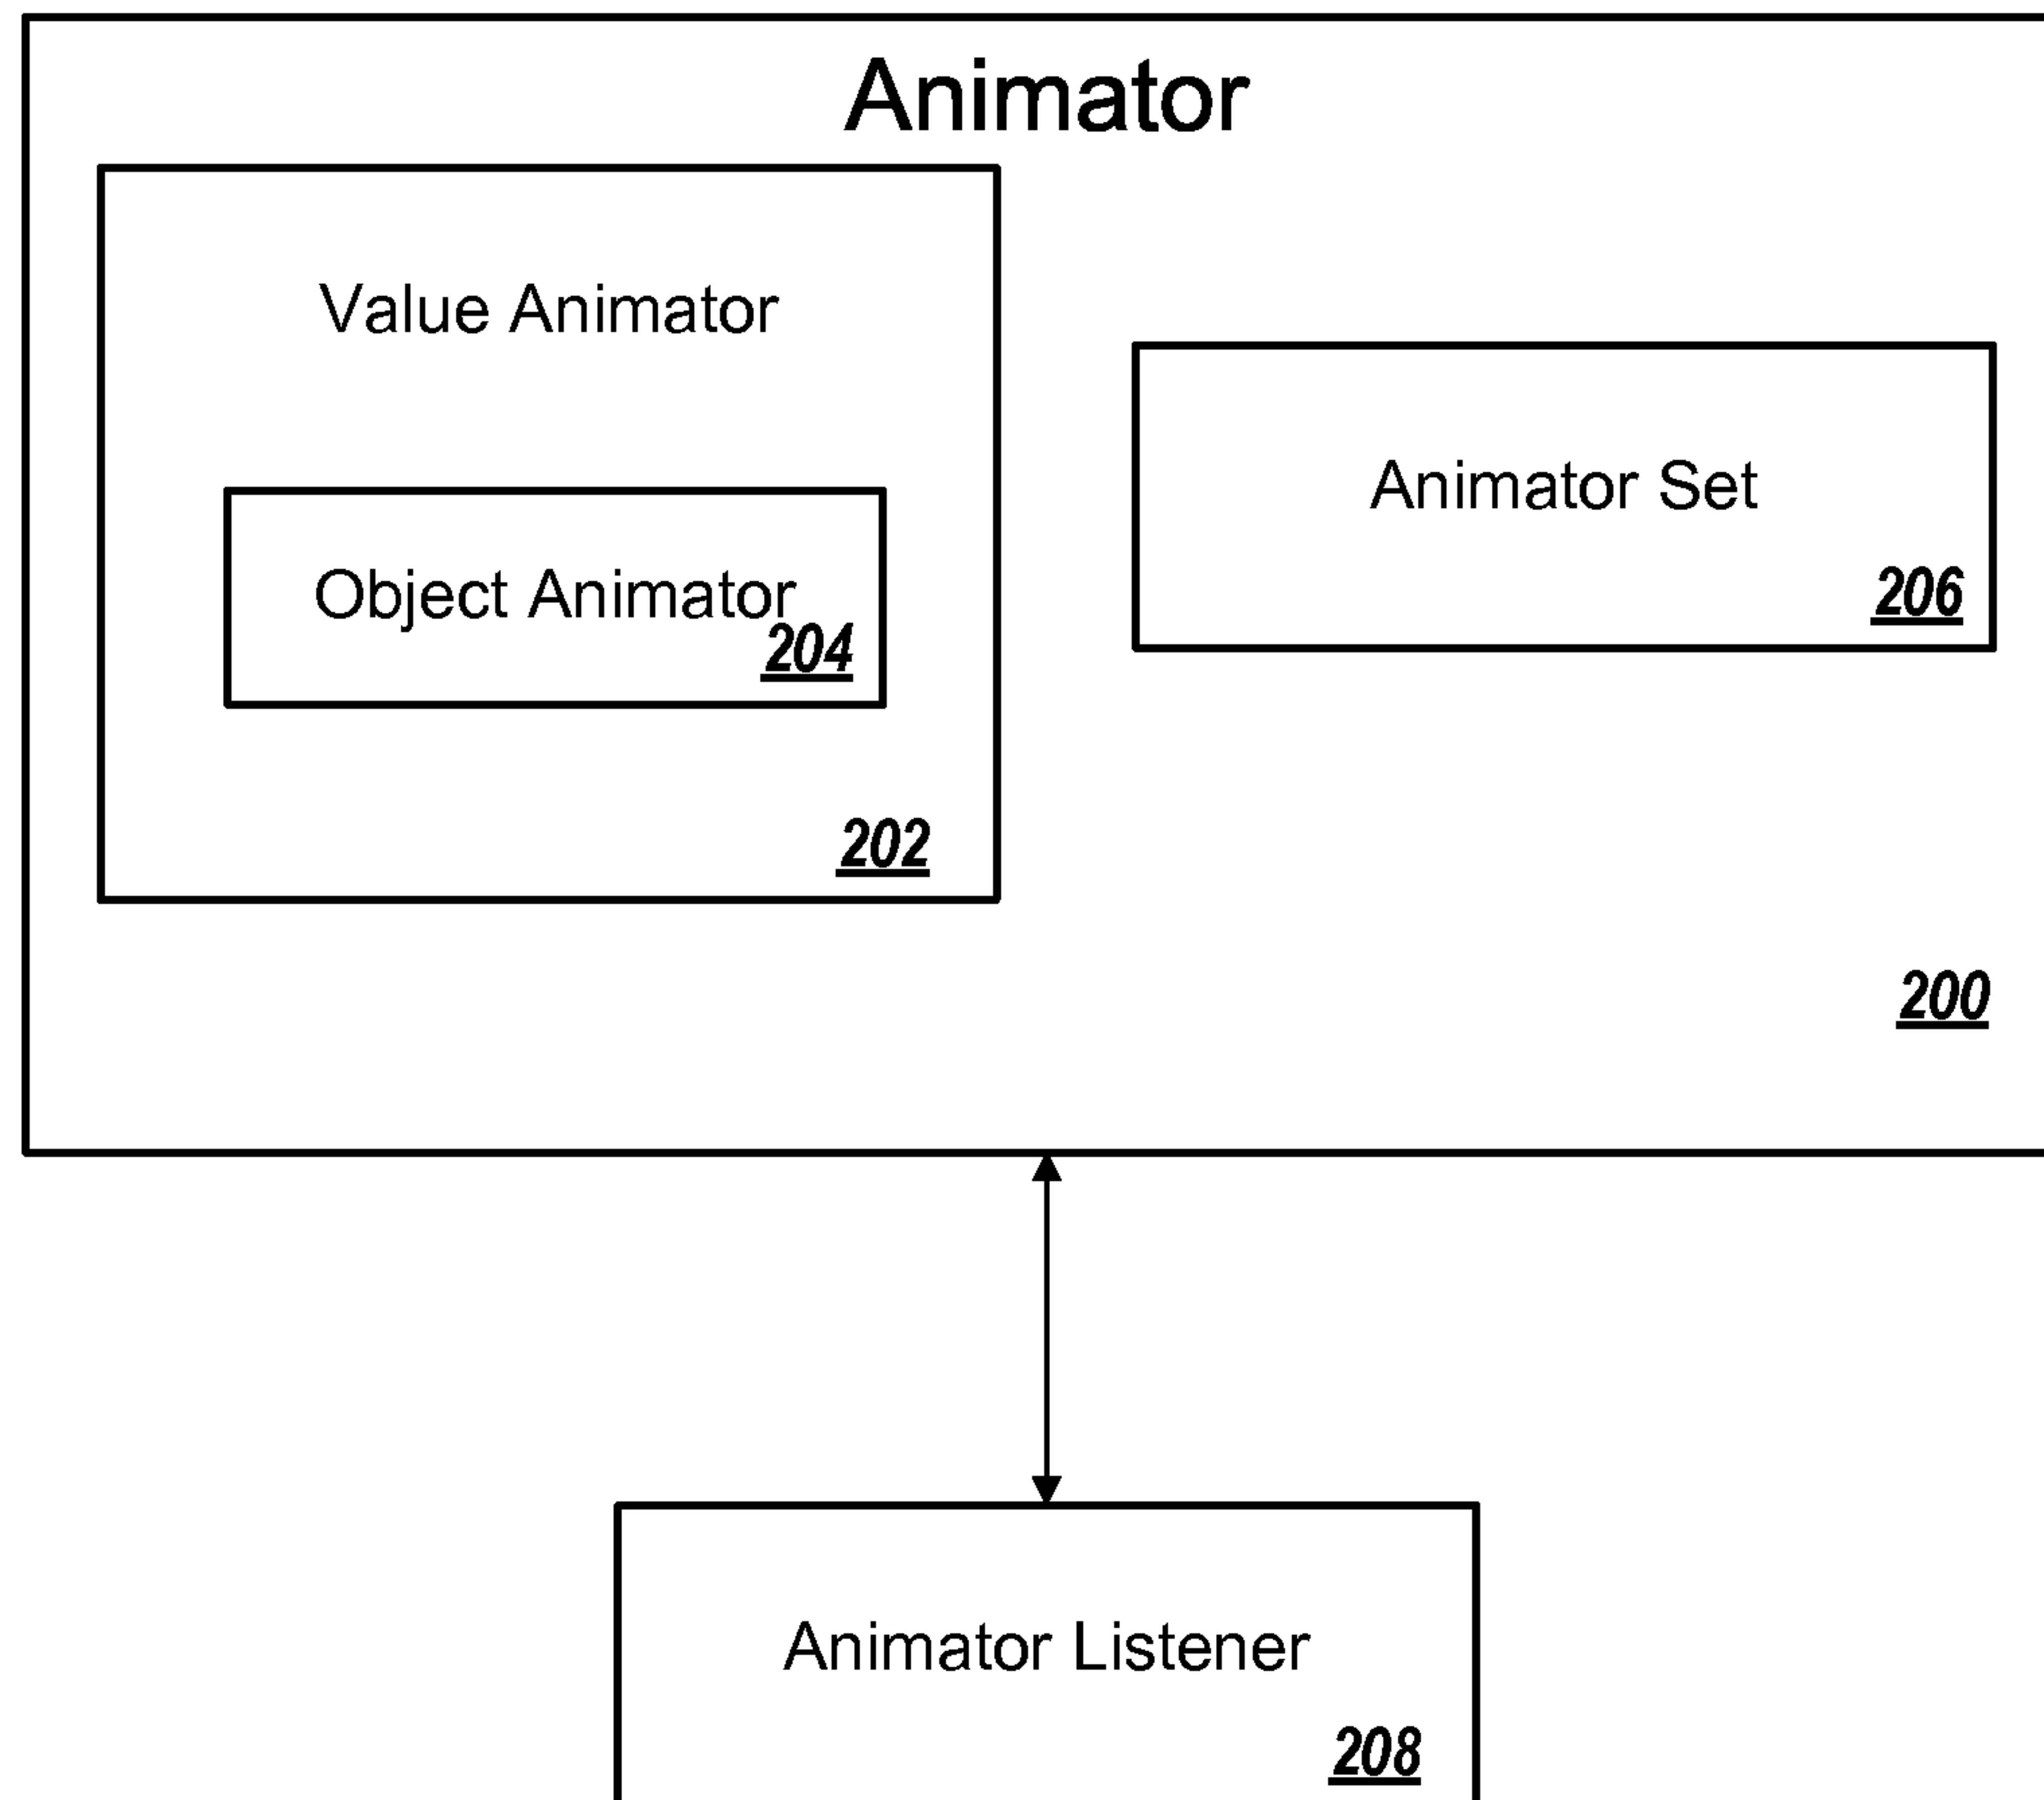 Animator
Value Animator
Object Animator
204
202
Animator Set
206
200
Animator Listener
208